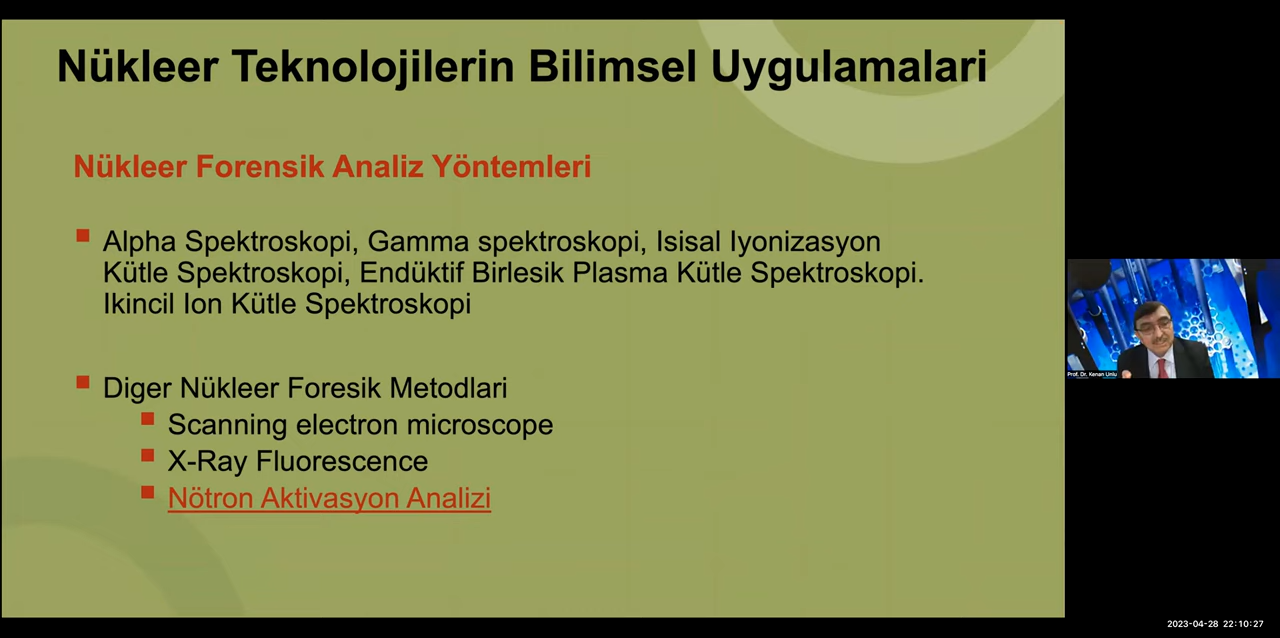 Nükleer Teknolojilerin Bilimsel Uygulamalari
Nükleer Forensik Analiz Yöntemleri
Alpha Spektroskopi, Gamma spektroskopi, Isisal Iyonizasyon
Kütle Spektroskopi, Endüktif Birlesik Plasma Kütle Spektroskopi.
Ikincil Ion Kütle Spektroskopi
Diger Nükleer Foresik Metodlari
Scanning electron microscope
X-Ray Fluorescence
Nötron Aktivasyon Analizi
Prof. Dr. Kenan Unlu
2023-04-28 22:10:27